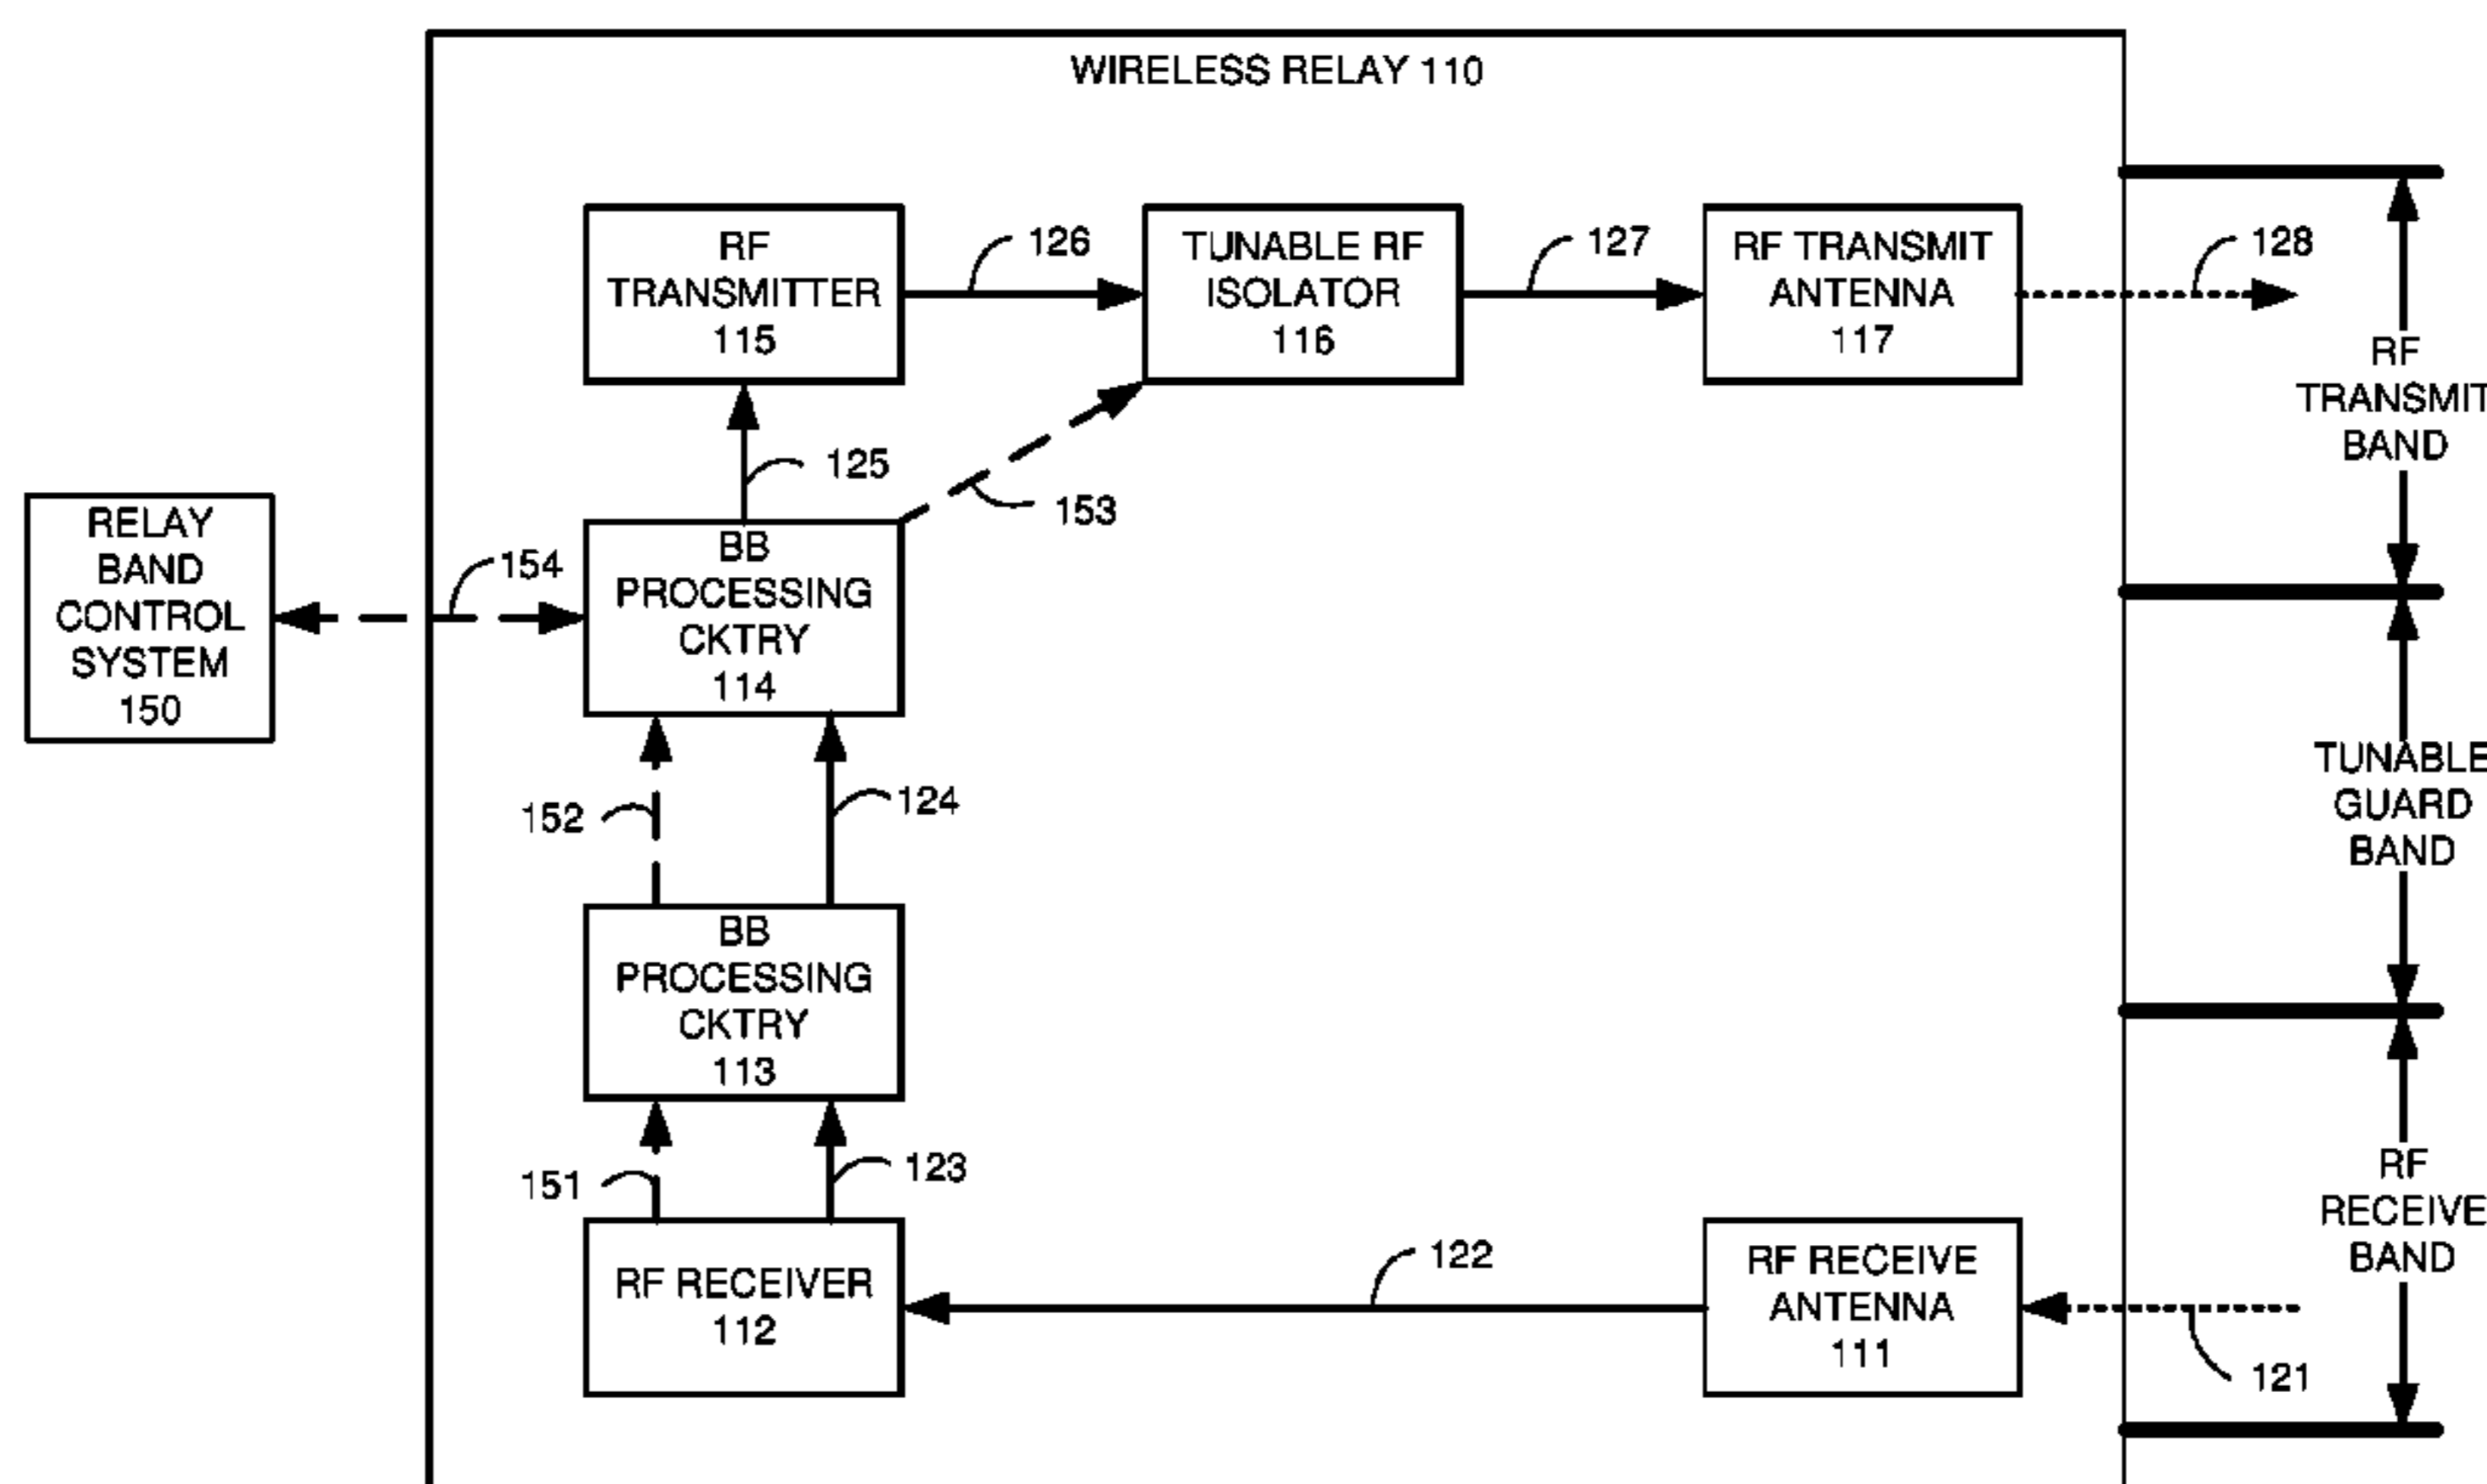 WIRELESS RELAY 110
RF
TRANSMITTER
115
126
TUNABLE RF
ISOLATOR
116
127
RF TRANSMIT
ANTENNA
117
128
RF
TRANSMIT
BAND
125
153
RELAY
BAND
CONTROL
SYSTEM
150
154
BB
PROCESSING
CKTRY
114
TUNABLE
GUARD
BAND
152
124
BB
PROCESSING
CKTRY
113
151
123
RF RECEIVER
112
122
RF RECEIVE
ANTENNA
111
121
RF
RECEIVE
BAND